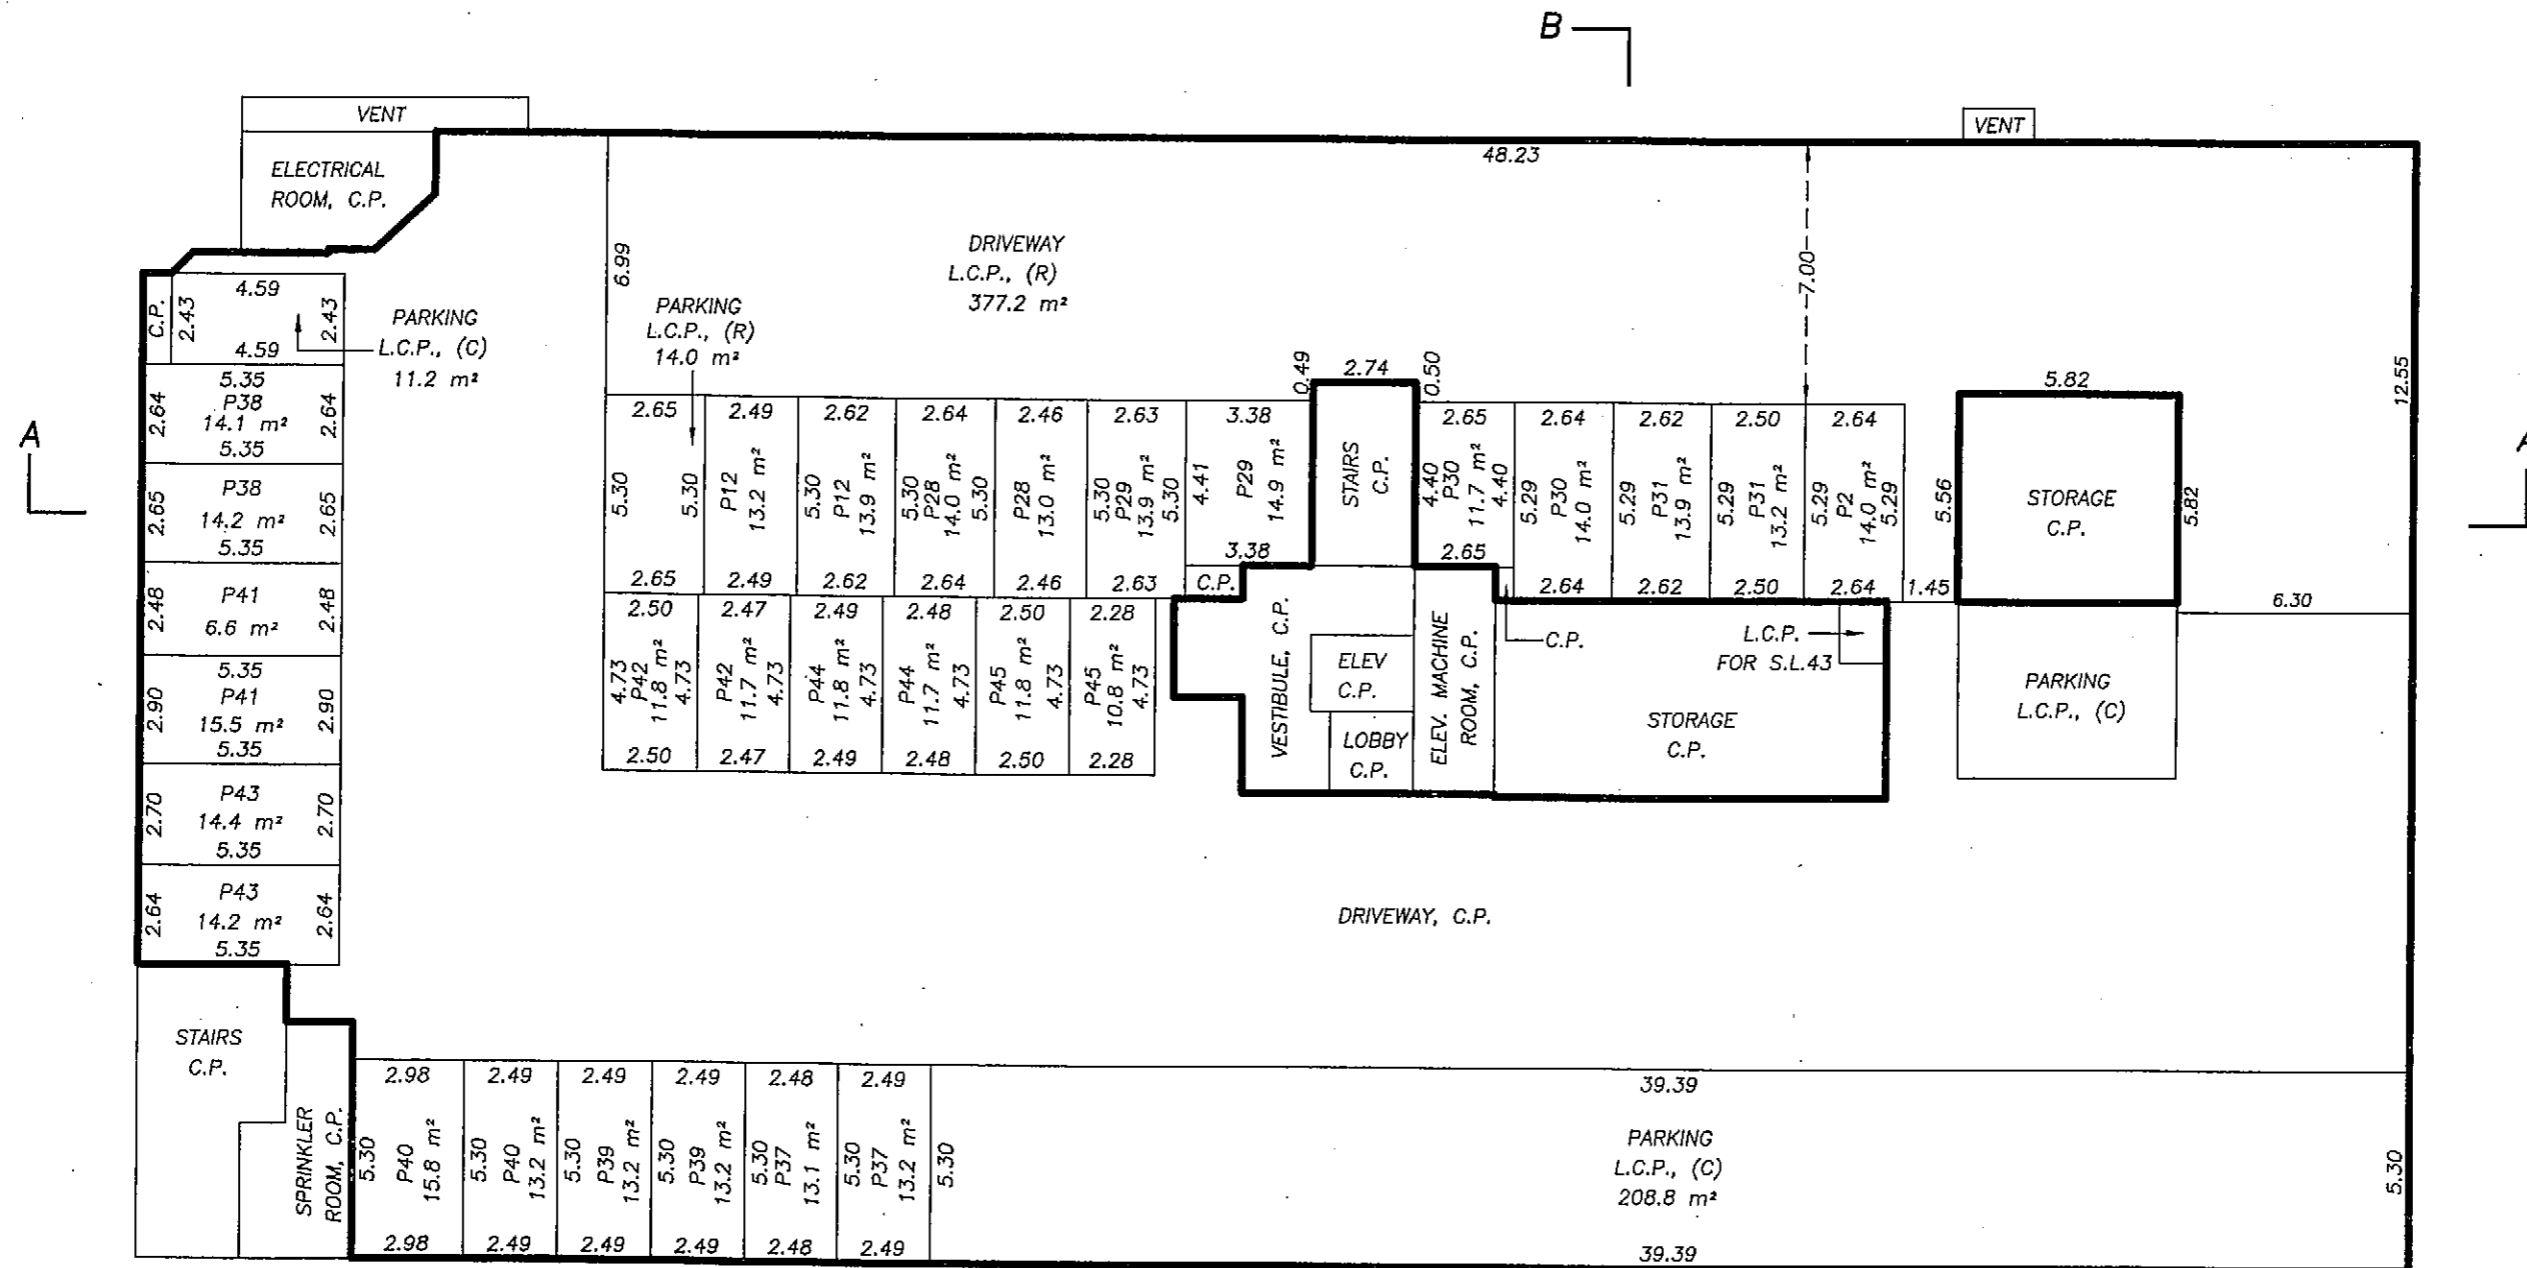 B
VENT
VENT
ELECTRICAL
ROOM, C.P.
48.23
6.99
DRIVEWAY
L.C.P., (R)
377.2 m²
7.00
12.55
C.P.
2.43
4.59
2.43
4.59
PARKING
L.C.P., (C)
11.2 m²
PARKING
L.C.P., (R)
14.0 m²
A
A
5.35
P38
14.1 m²
5.35
2.64
2.64
P38
14.2 m²
5.35
2.65
2.65
P41
6.6 m²
2.48
2.48
5.35
P41
15.5 m²
5.35
2.90
2.90
P43
14.4 m²
5.35
2.70
2.70
P43
14.2 m²
5.35
2.64
2.64
2.65
5.30
5.30
2.65
2.49
P12
13.2 m²
2.49
2.62
5.30
P12
13.9 m²
2.62
2.64
5.30
P28
14.0 m²
5.30
2.64
2.46
P28
13.0 m²
2.46
2.63
5.30
P29
13.9 m²
5.30
2.63
3.38
4.41
P29
14.9 m²
3.38
C.P.
0.49
2.74
0.50
STAIRS
C.P.
2.65
4.40
P30
11.7 m²
4.40
2.65
2.64
5.29
P30
14.0 m²
2.64
2.62
5.29
P31
13.9 m²
2.62
2.50
5.29
P31
13.2 m²
2.50
2.64
5.29
P2
14.0 m²
5.29
2.64
1.45
5.56
5.82
STORAGE
C.P.
5.82
6.30
2.50
4.73
P42
11.8 m²
4.73
2.50
2.47
P42
11.7 m²
4.73
2.47
2.49
P44
11.8 m²
4.73
2.49
2.48
P44
11.7 m²
4.73
2.48
2.50
P45
11.8 m²
4.73
2.50
2.28
P45
10.8 m²
4.73
2.28
VESTIBULE, C.P.
ELEV
C.P.
LOBBY
C.P.
ELEV. MACHINE
ROOM, C.P.
C.P.
L.C.P.
FOR S.L.43
STORAGE
C.P.
PARKING
L.C.P., (C)
DRIVEWAY, C.P.
STAIRS
C.P.
SPRINKLER
ROOM, C.P.
2.98
5.30
P40
15.8 m²
2.98
2.49
5.30
P40
13.2 m²
2.49
2.49
5.30
P39
13.2 m²
2.49
2.49
5.30
P39
13.2 m²
2.49
2.48
5.30
P37
13.1 m²
2.48
2.49
5.30
P37
13.2 m²
2.49
5.30
39.39
PARKING
L.C.P., (C)
208.8 m²
39.39
5.30